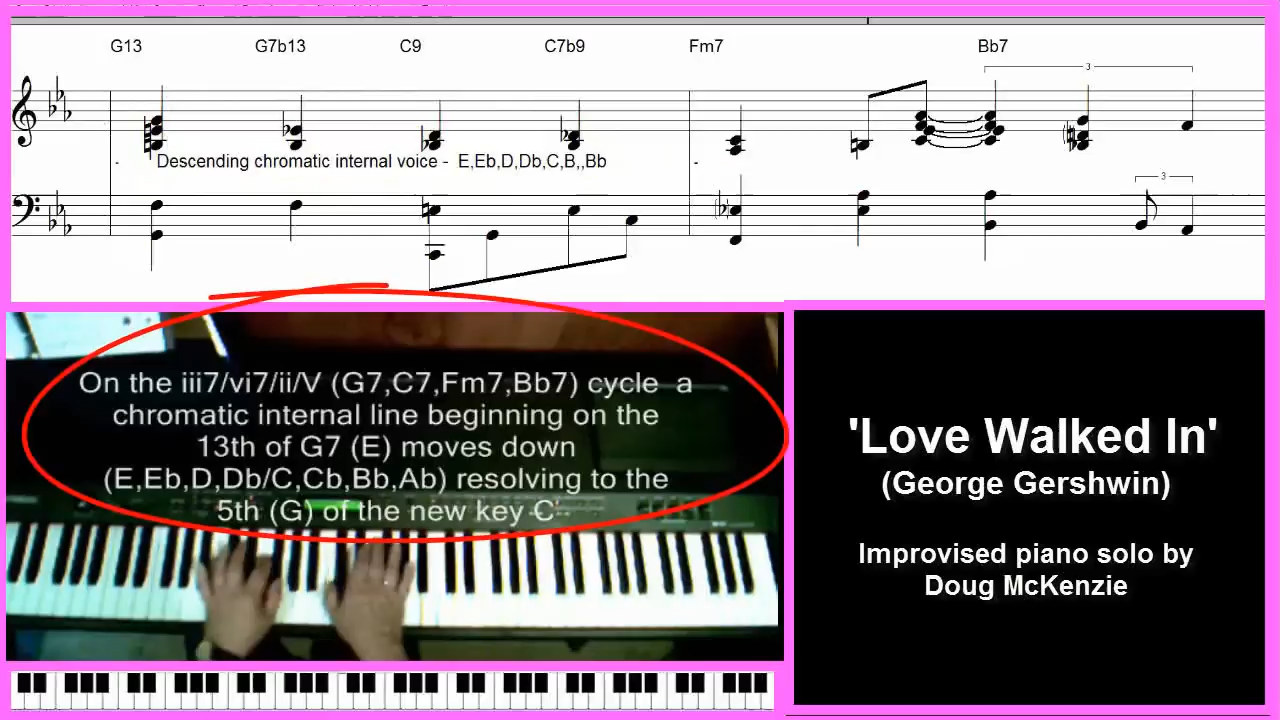 G13 G7b13 C9 C7b9 Fm7 Bb7
3
Descending chromatic internal voice - E,Eb,D,Db,C,B,,Bb
3
On the iii7/vi7/ii/V (G7,C7,Fm7,Bb7) cycle a
chromatic internal line beginning on the
13th of G7 (E) moves down
(E,Eb,D,Db/C,Cb,Bb,Ab) resolving to the
5th (G) of the new key C
'Love Walked In'
(George Gershwin)
Improvised piano solo by
Doug McKenzie